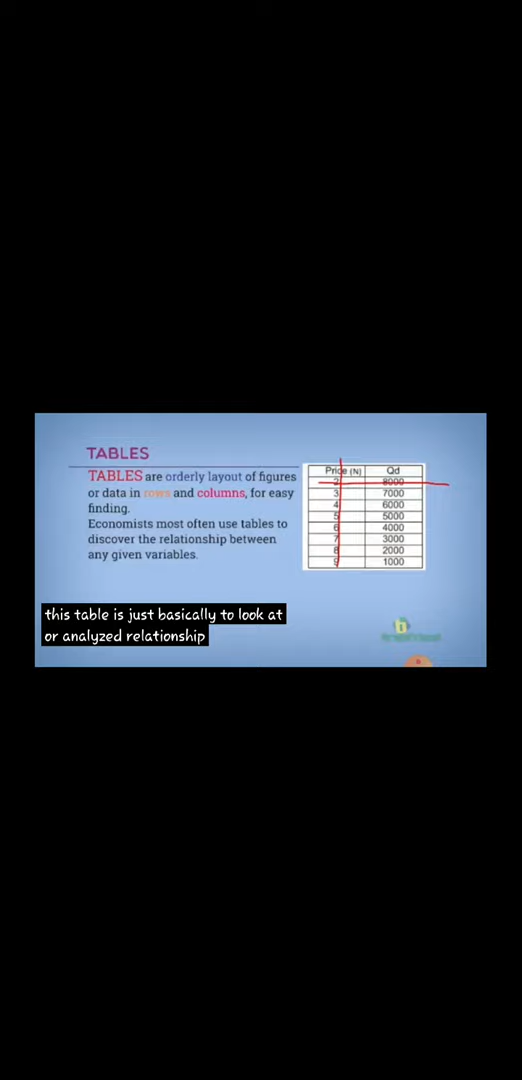 TABLES
TABLES are orderly layout of figures
or data in rows and columns, for easy
finding.
Economists most often use tables to
discover the relationship between
any given variables.
Price (N) Qd
2 8000
3 7000
4 6000
5 5000
6 4000
7 3000
8 2000
9 1000
this table is just basically to look at
or analyzed relationship